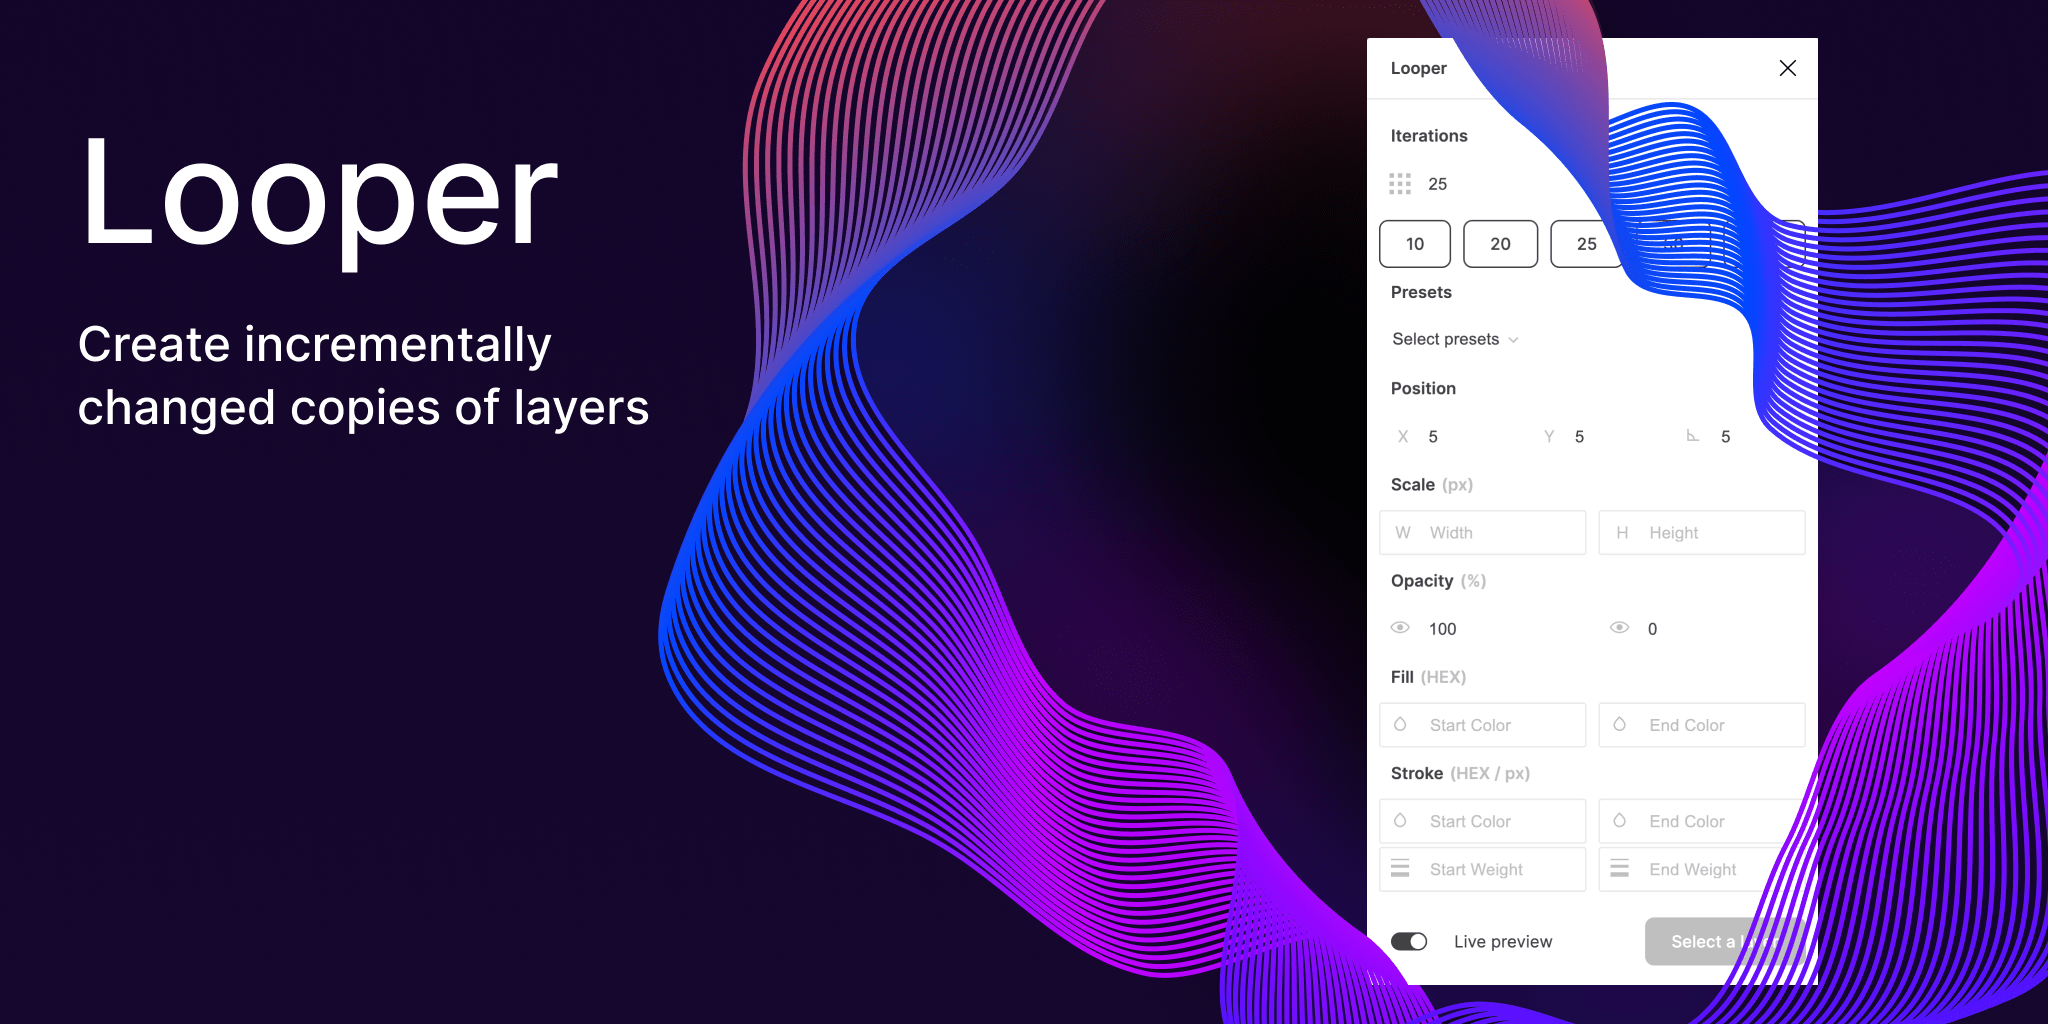 Looper
Create incrementally
changed copies of layers
Looper
Iterations
25
10 20 25
Presets
Select presets
Position
X 5 Y 5 5
Scale (px)
W Width H Height
Opacity (%)
100 0
Fill (HEX)
Start Color End Color
Stroke (HEX / px)
Start Color End Color
Start Weight End Weight
Live preview Select a